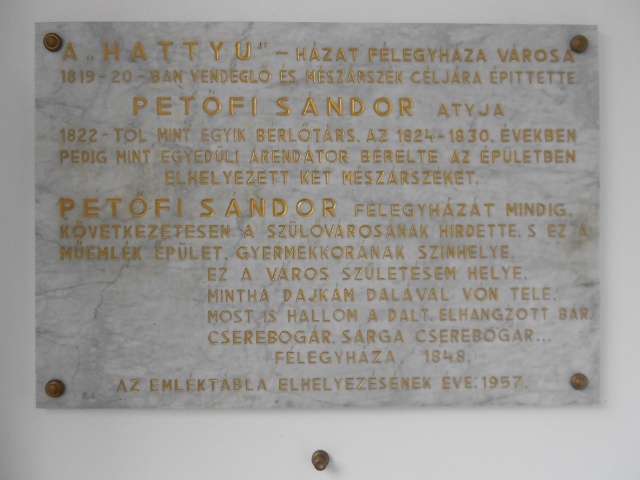 A „HATTYU” – HÁZAT FÉLEGYHÁZA VÁROSA
1819-20-BAN VENDÉGLŐ ÉS MÉSZÁRSZÉK CÉLJÁRA ÉPITTETTE
PETŐFI SÁNDOR ATYJA
1822-TŐL MINT EGYIK BÉRLŐTÁRS, AZ 1824-1830. ÉVEKBEN
PEDIG MINT EGYEDÜLI ÁRENDÁTOR BÉRELTE AZ ÉPÜLETBEN
ELHELYEZETT KÉT MÉSZÁRSZÉKET.
PETŐFI SÁNDOR FÉLEGYHÁZÁT MINDIG,
KÖVETKEZETESEN A SZÜLŐVÁROSÁNAK HIRDETTE, S EZ A
MŰEMLÉK ÉPÜLET, GYERMEKKORÁNAK SZINHELYE.
EZ A VÁROS SZÜLETÉSEM HELYE,
MINTHA DAJKÁM DALÁVAL VÓN TELE,
MOST IS HALLOM A DALT, ELHANGZOTT BÁR,
CSEREBOGÁR, SÁRGA CSEREBOGÁR...
FÉLEGYHÁZA 1848.
AZ EMLÉKTÁBLA ELHELYEZÉSÉNEK ÉVE: 1957.